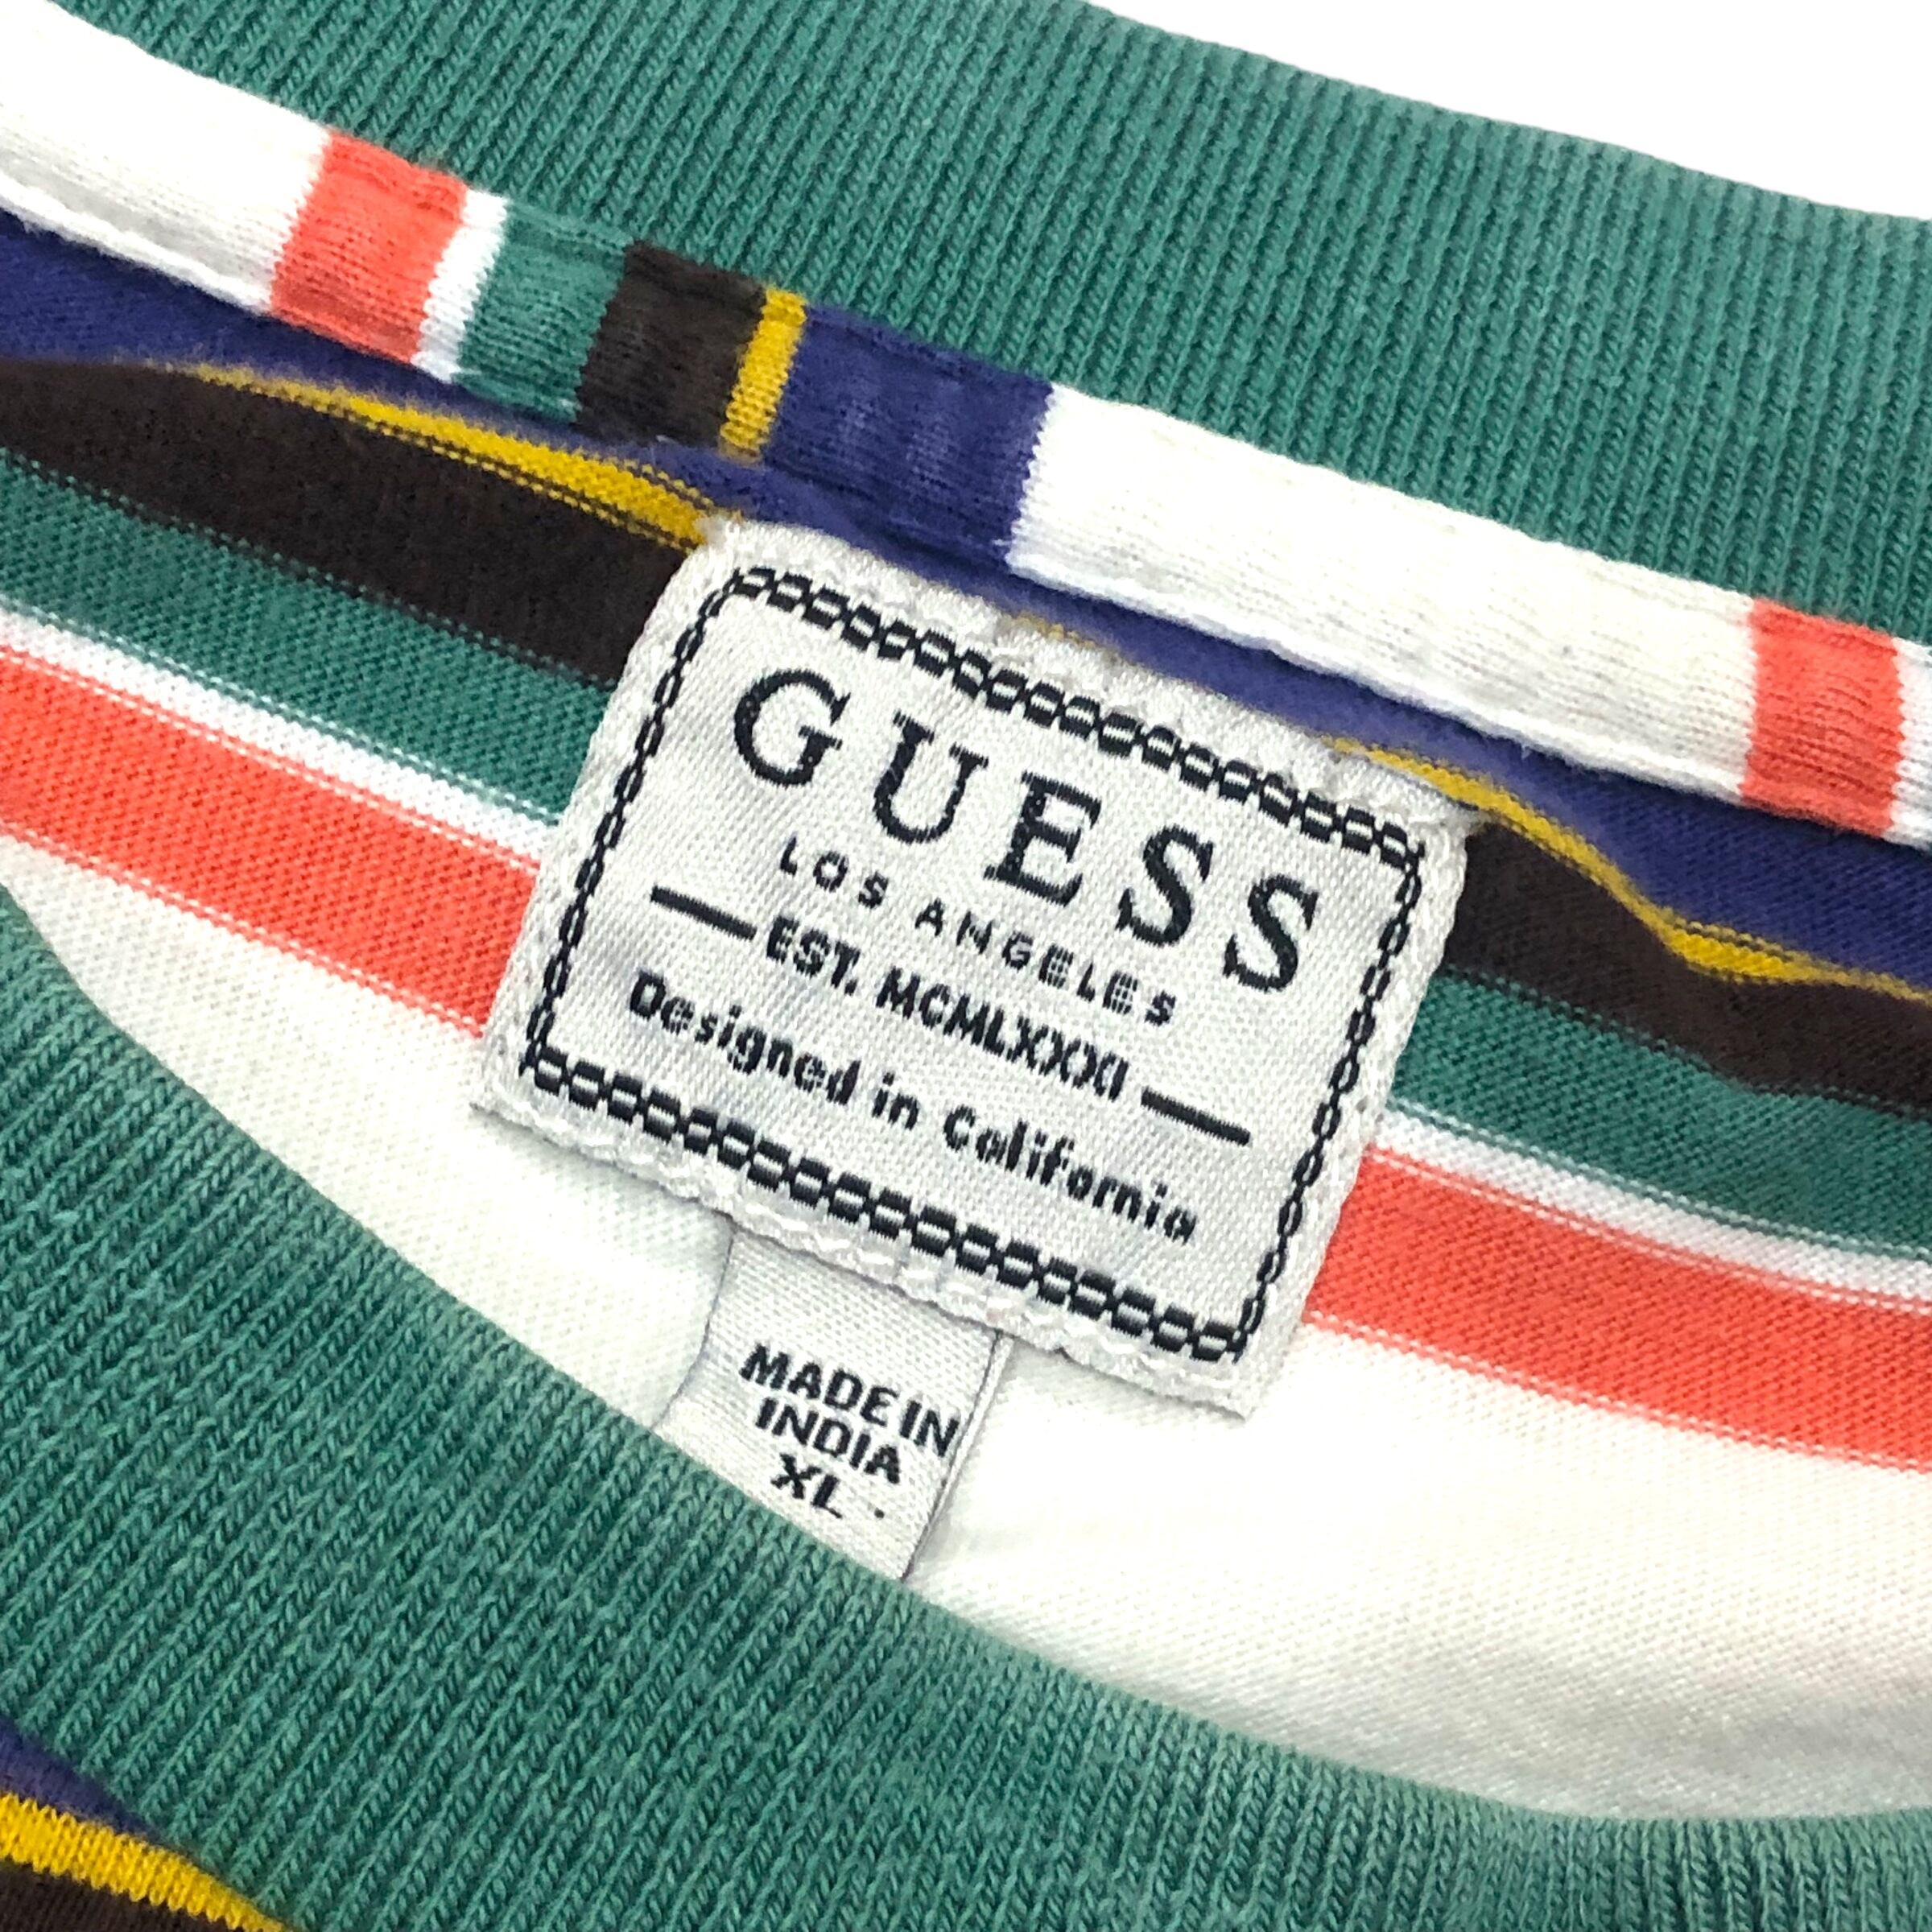 GUESS
LOS ANGELES
EST. MCMLXXXI
Designed in California
MADE IN
INDIA
XL